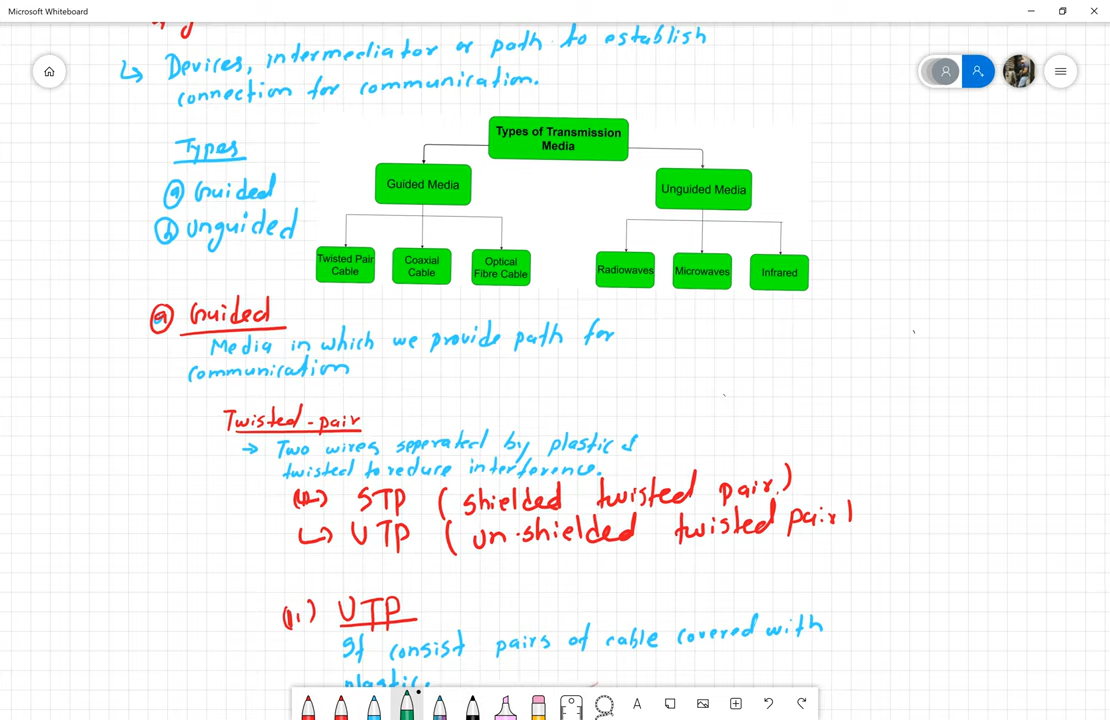 Microsoft Whiteboard
↳ Devices, intermediator or path to establish
connection for communication.
Types
ⓐ Guided
ⓑ Unguided
Types of Transmission
Media
Guided Media
Unguided Media
Twisted Pair
Cable
Coaxial
Cable
Optical
Fibre Cable
Radiowaves
Microwaves
Infrared
ⓐ Guided
Media in which we provide path for
communication
Twisted-pair
→ Two wires seperated by plastic &
twisted to reduce interference.
STP (shielded twisted pair.)
↳ UTP (un-shielded twisted pair)
(i.) UTP
It consist pairs of cable covered with
plastic.
A